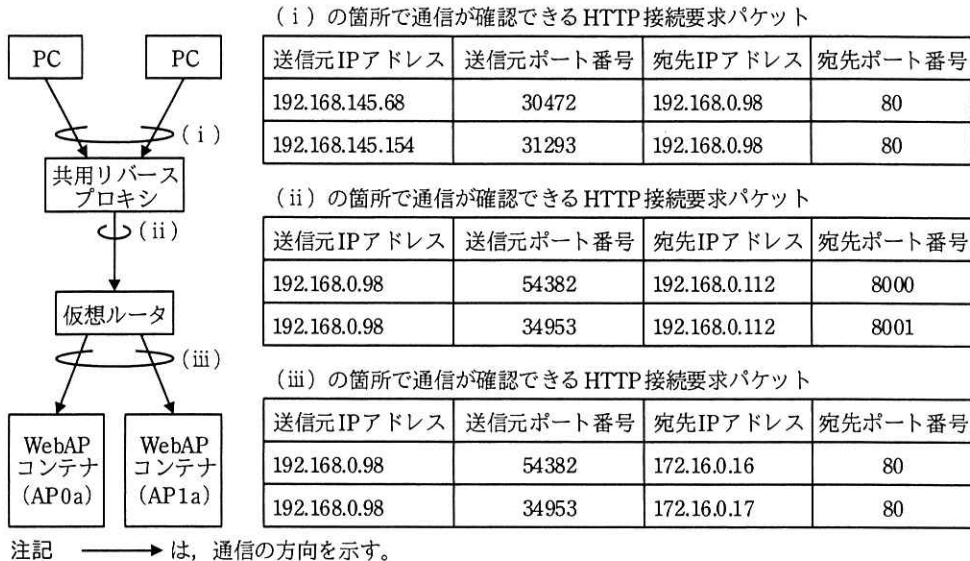 PC
PC
(ⅰ)
共用リバース
プロキシ
(ⅱ)
仮想ルータ
(ⅲ)
WebAP
コンテナ
(AP0a)
WebAP
コンテナ
(AP1a)
(ⅰ)の箇所で通信が確認できるHTTP接続要求パケット
送信元IPアドレス 送信元ポート番号 宛先IPアドレス 宛先ポート番号
192.168.145.68 30472 192.168.0.98 80
192.168.145.154 31293 192.168.0.98 80
(ⅱ)の箇所で通信が確認できるHTTP接続要求パケット
送信元IPアドレス 送信元ポート番号 宛先IPアドレス 宛先ポート番号
192.168.0.98 54382 192.168.0.112 8000
192.168.0.98 34953 192.168.0.112 8001
(ⅲ)の箇所で通信が確認できるHTTP接続要求パケット
送信元IPアドレス 送信元ポート番号 宛先IPアドレス 宛先ポート番号
192.168.0.98 54382 172.16.0.16 80
192.168.0.98 34953 172.16.0.17 80
注記 ──→は，通信の方向を示す。